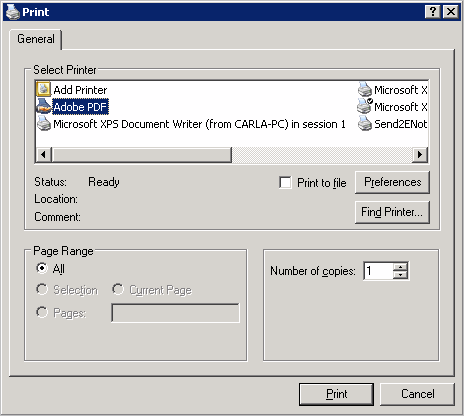 Print
General
Select Printer
Add Printer
Microsoft X
Adobe PDF
Microsoft X
Microsoft XPS Document Writer (from CARLA-PC) in session 1
Send2ENot
Status: Ready
Print to file
Preferences
Location:
Comment:
Find Printer...
Page Range
All
Number of copies: 1
Selection
Current Page
Pages:
Print
Cancel